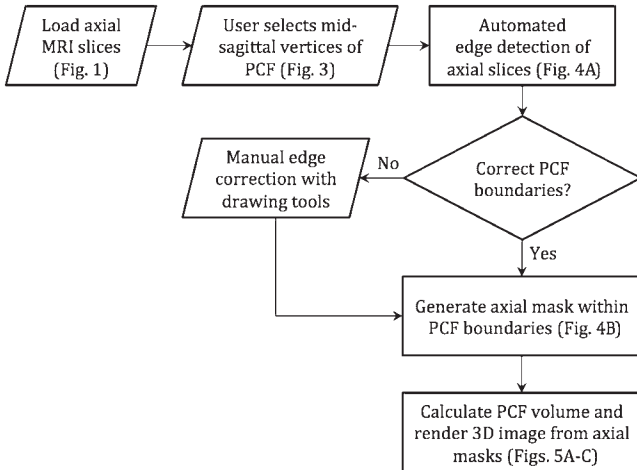 Load axial
MRI slices
(Fig. 1)
User selects mid-
sagittal vertices of
PCF (Fig. 3)
Automated
edge detection of
axial slices (Fig. 4A)
Correct PCF
boundaries?
No
Manual edge
correction with
drawing tools
Yes
Generate axial mask within
PCF boundaries (Fig. 4B)
Calculate PCF volume and
render 3D image from axial
masks (Figs. 5A-C)